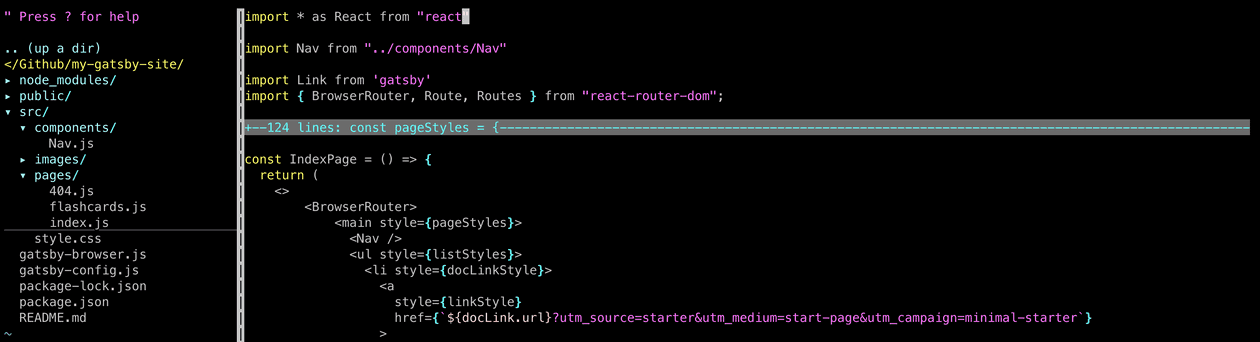 " Press ? for help
.. (up a dir)
</Github/my-gatsby-site/
▸ node_modules/
▸ public/
▾ src/
▾ components/
Nav.js
▸ images/
▾ pages/
404.js
flashcards.js
index.js
style.css
gatsby-browser.js
gatsby-config.js
package-lock.json
package.json
README.md
~
import * as React from "react"
import Nav from "../components/Nav"
import Link from 'gatsby'
import { BrowserRouter, Route, Routes } from "react-router-dom";
+--124 lines: const pageStyles = {----------------------------------------------------------------------------------------------------
const IndexPage = () => {
return (
<>
<BrowserRouter>
<main style={pageStyles}>
<Nav />
<ul style={listStyles}>
<li style={docLinkStyle}>
<a
style={linkStyle}
href={`${docLink.url}?utm_source=starter&utm_medium=start-page&utm_campaign=minimal-starter`}
>